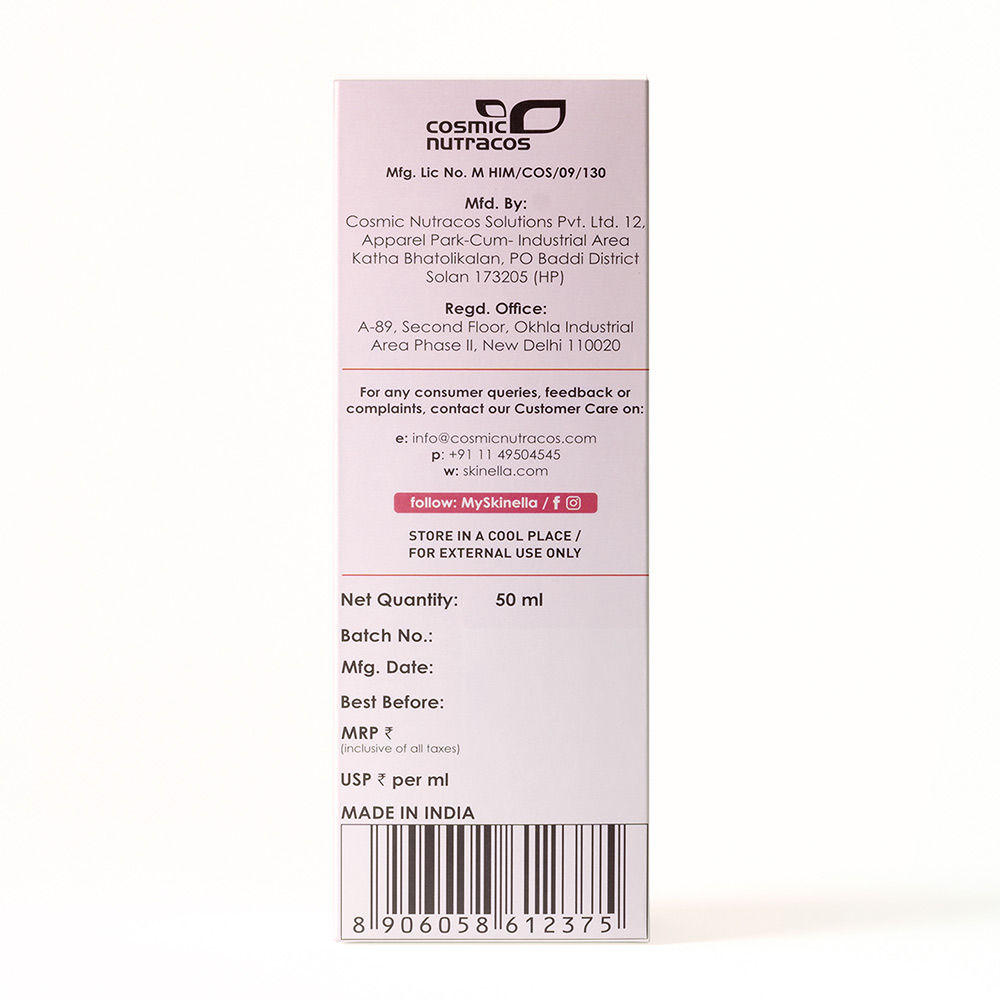 cosmic
nutracos
Mfg. Lic No. M HIM/COS/09/130
Mfd. By:
Cosmic Nutracos Solutions Pvt. Ltd. 12,
Apparel Park-Cum- Industrial Area
Katha Bhatolikalan, PO Baddi District
Solan 173205 (HP)
Regd. Office:
A-89, Second Floor, Okhla Industrial
Area Phase II, New Delhi 110020
For any consumer queries, feedback or
complaints, contact our Customer Care on:
e: info@cosmicnutracos.com
p: +91 11 49504545
w: skinella.com
follow: MySkinella / f
STORE IN A COOL PLACE /
FOR EXTERNAL USE ONLY
Net Quantity: 50 ml
Batch No.:
Mfg. Date:
Best Before:
MRP ₹
(inclusive of all taxes)
USP ₹ per ml
MADE IN INDIA
8 906058 612375